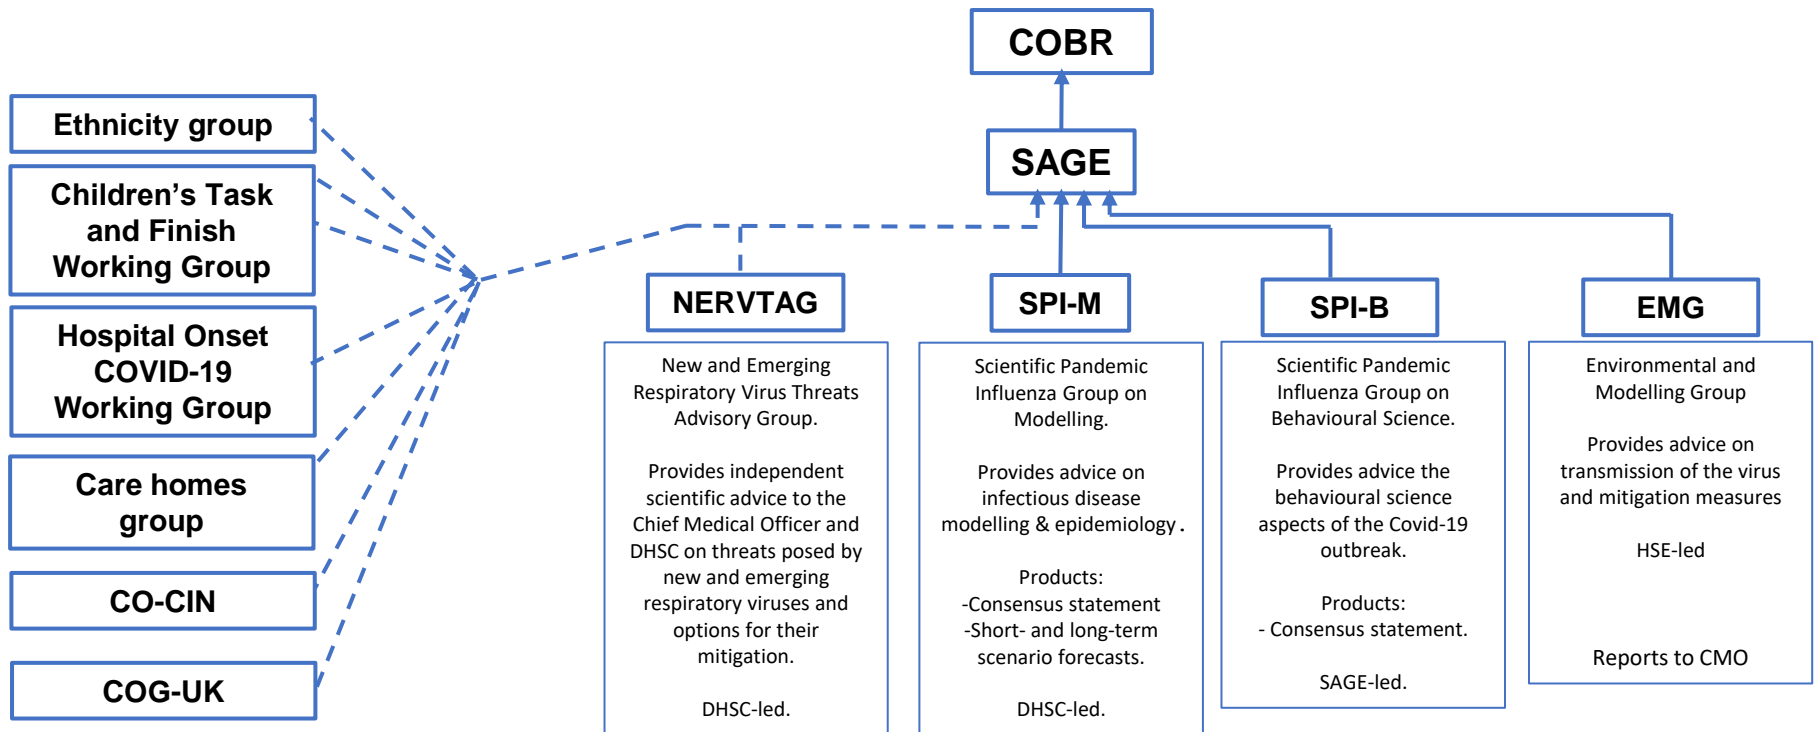 COBR
SAGE
Ethnicity group
Children’s Task
and Finish
Working Group
Hospital Onset
COVID-19
Working Group
Care homes
group
CO-CIN
COG-UK
NERVTAG
New and Emerging
Respiratory Virus Threats
Advisory Group.
Provides independent
scientific advice to the
Chief Medical Officer and
DHSC on threats posed by
new and emerging
respiratory viruses and
options for their
mitigation.
DHSC-led.
SPI-M
Scientific Pandemic
Influenza Group on
Modelling.
Provides advice on
infectious disease
modelling & epidemiology.
Products:
-Consensus statement
-Short- and long-term
scenario forecasts.
DHSC-led.
SPI-B
Scientific Pandemic
Influenza Group on
Behavioural Science.
Provides advice the
behavioural science
aspects of the Covid-19
outbreak.
Products:
- Consensus statement.
SAGE-led.
EMG
Environmental and
Modelling Group
Provides advice on
transmission of the virus
and mitigation measures
HSE-led
Reports to CMO